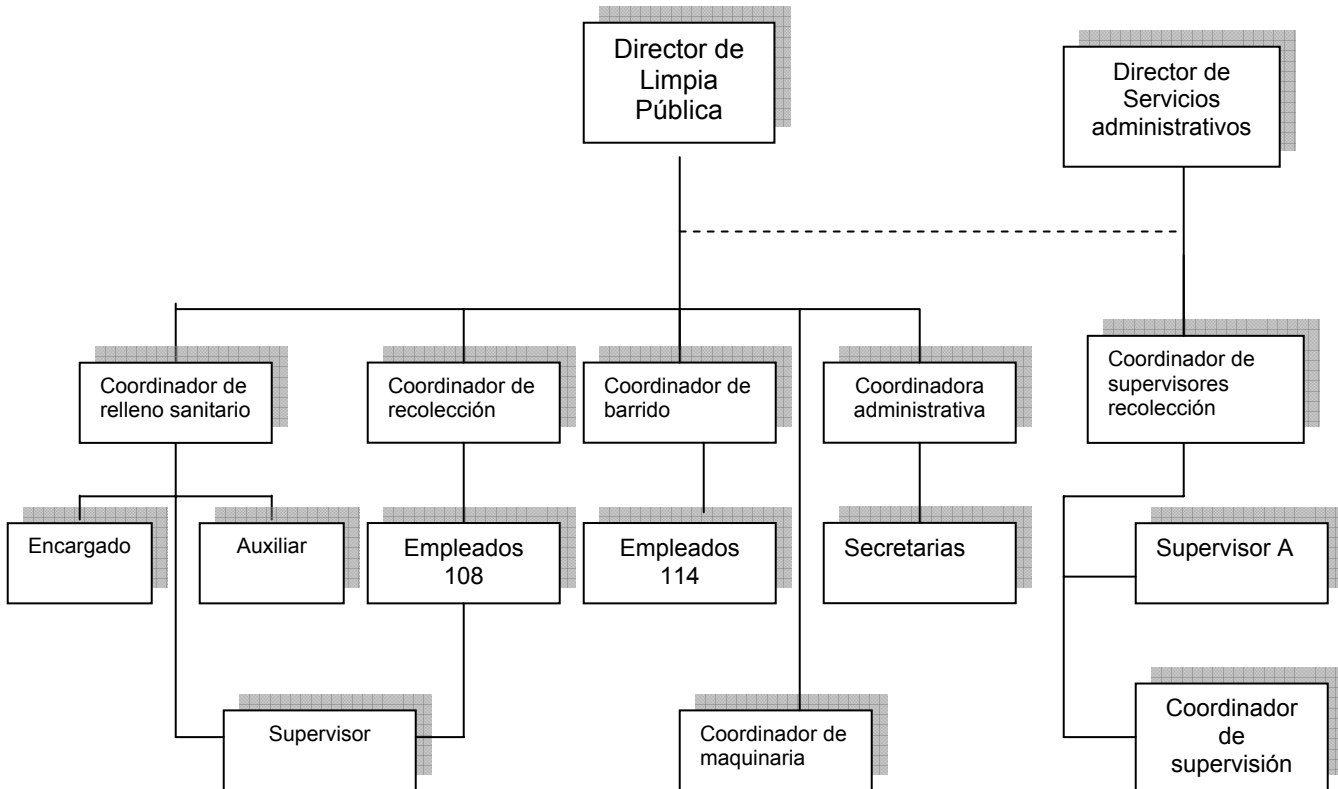 Director de
Limpia
Pública
Director de
Servicios
administrativos
Coordinador de
relleno sanitario
Coordinador de
recolección
Coordinador de
barrido
Coordinadora
administrativa
Coordinador de
supervisores
recolección
Encargado
Auxiliar
Empleados
108
Empleados
114
Secretarias
Supervisor A
Supervisor
Coordinador de
maquinaria
Coordinador
de
supervisión